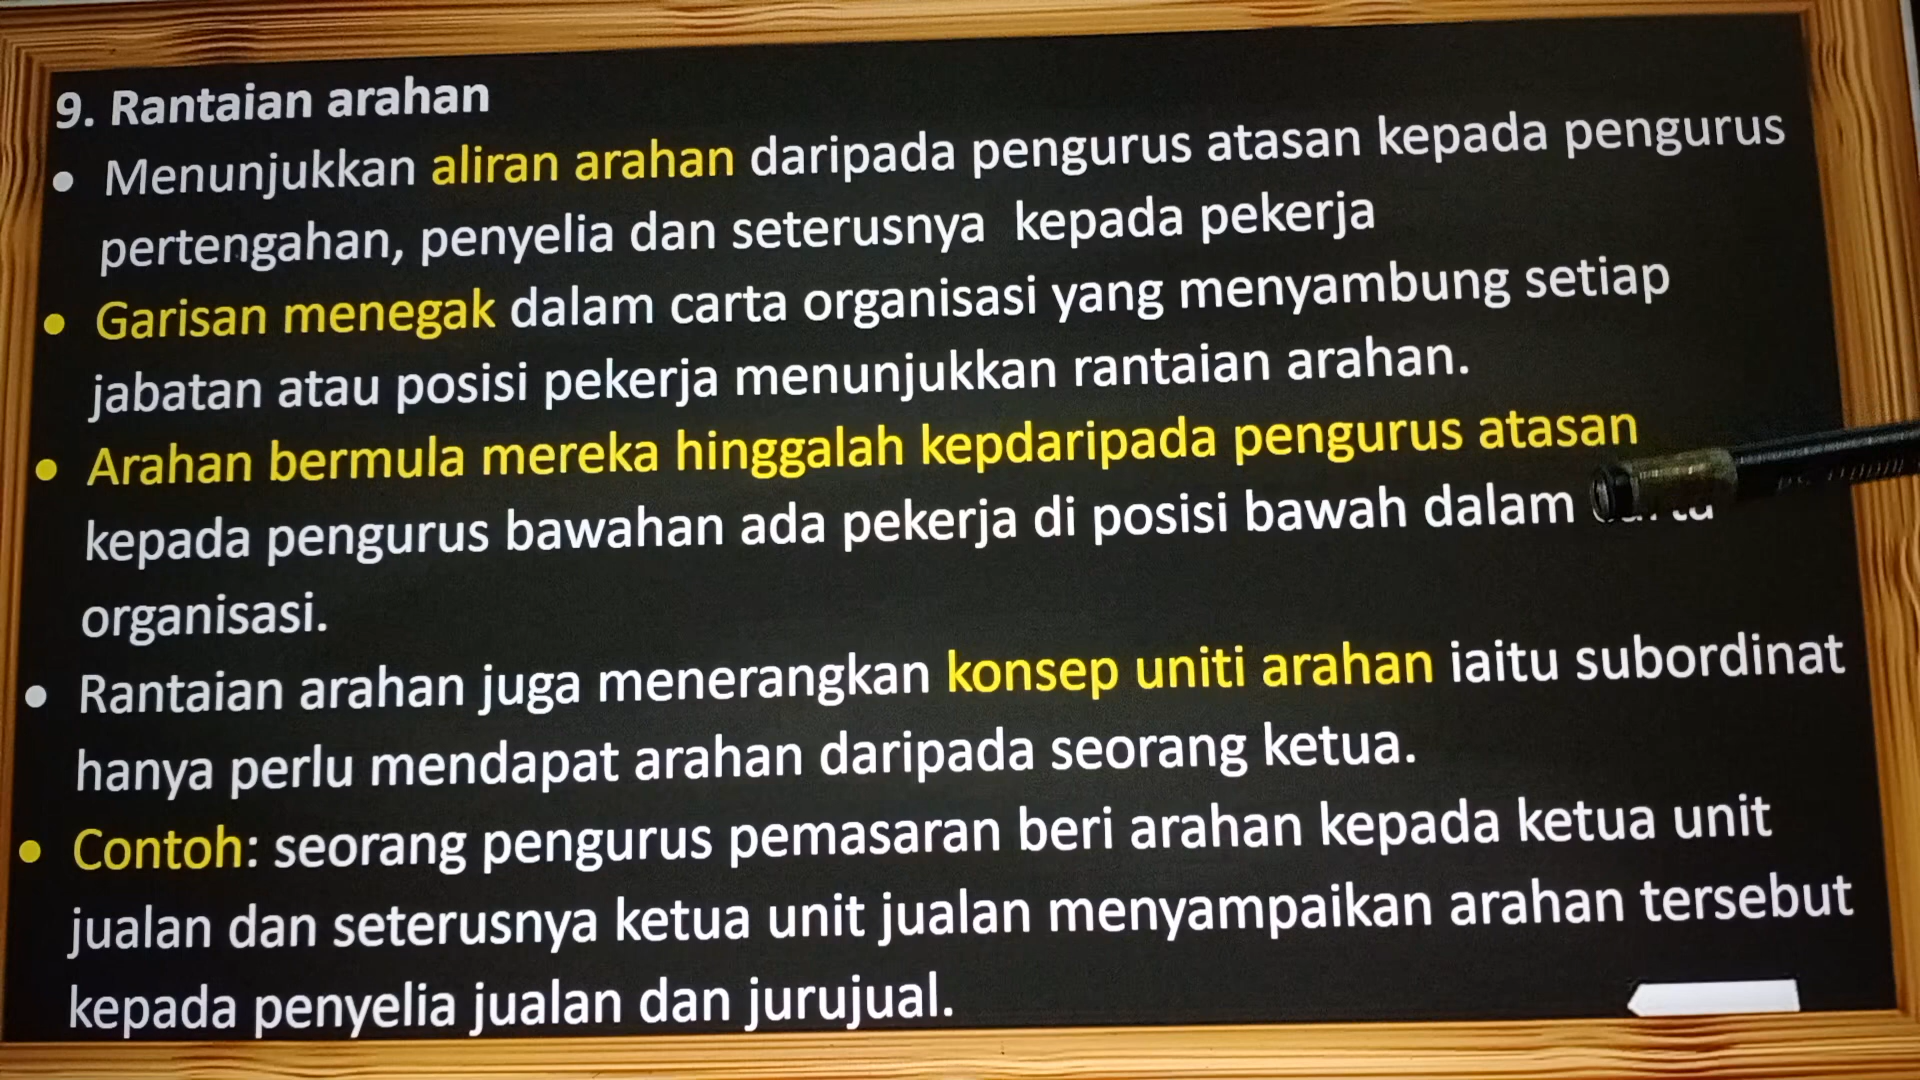 9. Rantaian arahan
• Menunjukkan aliran arahan daripada pengurus atasan kepada pengurus
pertengahan, penyelia dan seterusnya kepada pekerja
• Garisan menegak dalam carta organisasi yang menyambung setiap
jabatan atau posisi pekerja menunjukkan rantaian arahan.
• Arahan bermula mereka hinggalah kepdaripada pengurus atasan
kepada pengurus bawahan ada pekerja di posisi bawah dalam
organisasi.
• Rantaian arahan juga menerangkan konsep uniti arahan iaitu subordinat
hanya perlu mendapat arahan daripada seorang ketua.
• Contoh: seorang pengurus pemasaran beri arahan kepada ketua unit
jualan dan seterusnya ketua unit jualan menyampaikan arahan tersebut
kepada penyelia jualan dan jurujual.